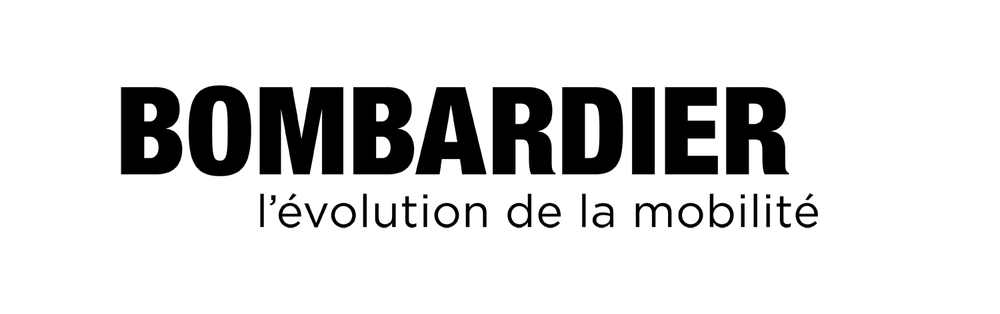 BOMBARDIER
l’évolution de la mobilité